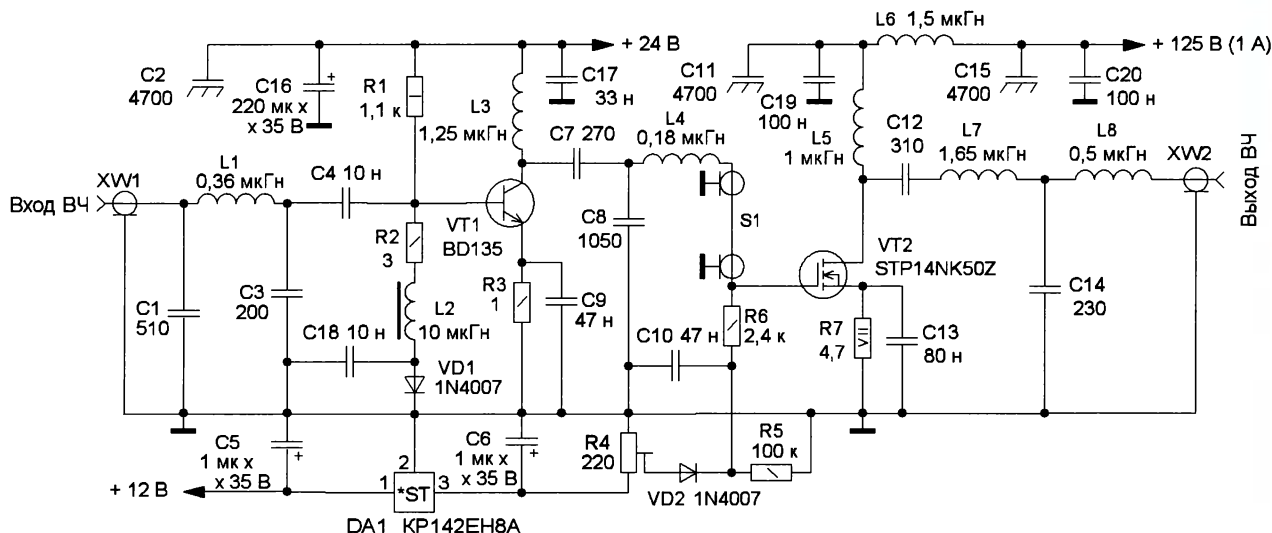 L6 1,5 мкГн
+ 24 В
+ 125 В (1 А)
C2
4700
C16
220 мк х
х 35 В
R1
1,1 к
L3
1,25 мкГн
C17
33 н
C11
4700
C19
100 н
C15
4700
C20
100 н
C7 270
L4
0,18 мкГн
L5
1 мкГн
C12
310
L7
1,65 мкГн
L8
0,5 мкГн
XW2
Выход ВЧ
XW1
Вход ВЧ
L1
0,36 мкГн
C4 10 н
VT1
BD135
C8
1050
S1
VT2
STP14NK50Z
R2
3
C1
510
C3
200
L2
10 мкГн
C18 10 н
VD1
1N4007
R3
1
C9
47 н
C10 47 н
R6
2,4 к
R7
4,7
VII
C13
80 н
C14
230
C5
1 мк х
х 35 В
+ 12 В
2
1
*ST
3
DA1 КР142ЕН8А
C6
1 мк х
х 35 В
R4
220
VD2 1N4007
R5
100 к